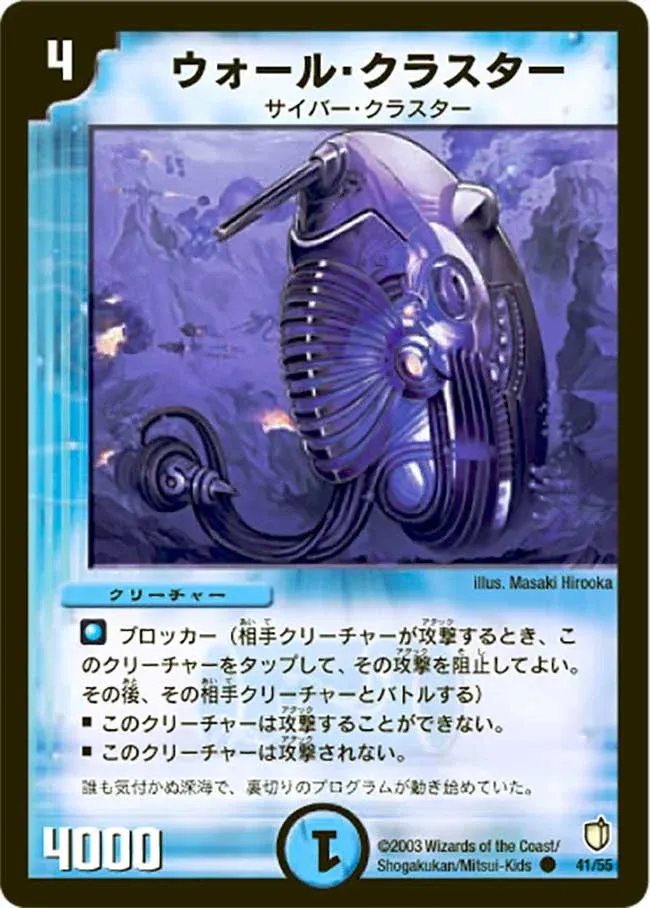 4
ウォール・クラスター
サイバー・クラスター
illus. Masaki Hirooka
クリーチャー
ブロッカー（相手クリーチャーが攻撃するとき、こ
のクリーチャーをタップして、その攻撃を阻止してよい。
その後、その相手クリーチャーとバトルする）
■ このクリーチャーは攻撃することができない。
■ このクリーチャーは攻撃されない。
誰も気付かぬ深海で、裏切りのプログラムが動き始めていた。
4000
1
©2003 Wizards of the Coast/
Shogakukan/Mitsui-Kids
41/55